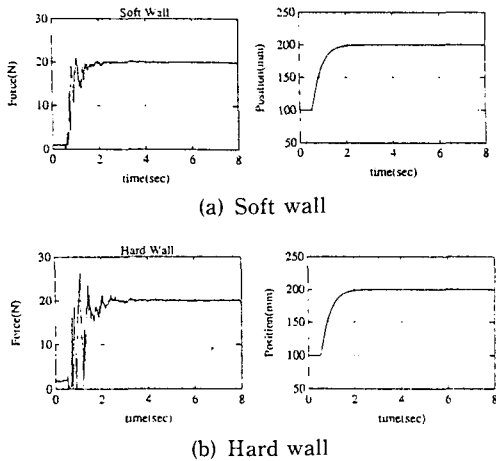 Soft Wall
Force(N)
30
20
10
0
0 2 4 6 8
time(sec)
Position(mm)
250
200
150
100
50
0 2 4 6 8
time(sec)
(a) Soft wall
Hard Wall
Force(N)
30
20
10
0
0 2 4 6 8
time(sec)
Position(mm)
250
200
150
100
50
0 2 4 6 8
time(sec)
(b) Hard wall